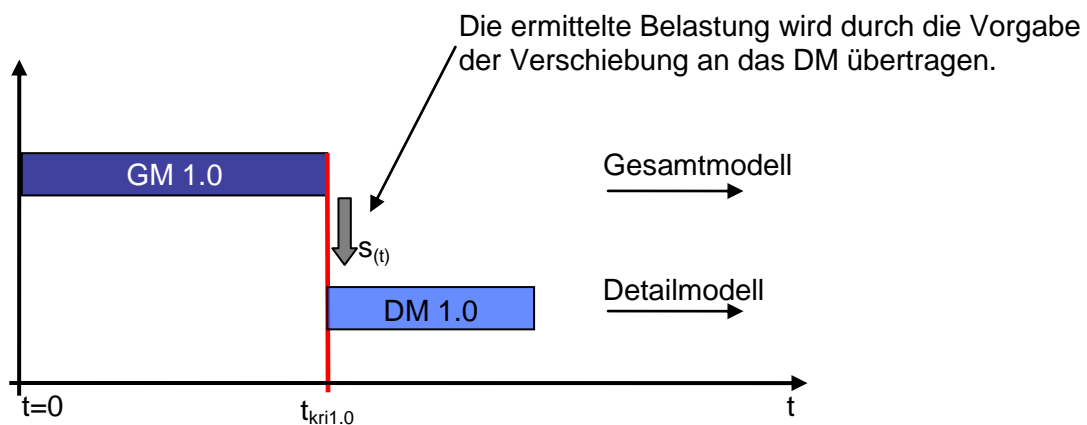 Die ermittelte Belastung wird durch die Vorgabe
der Verschiebung an das DM übertragen.
GM 1.0
Gesamtmodell
s(t)
DM 1.0
Detailmodell
t=0
tkri1.0
t